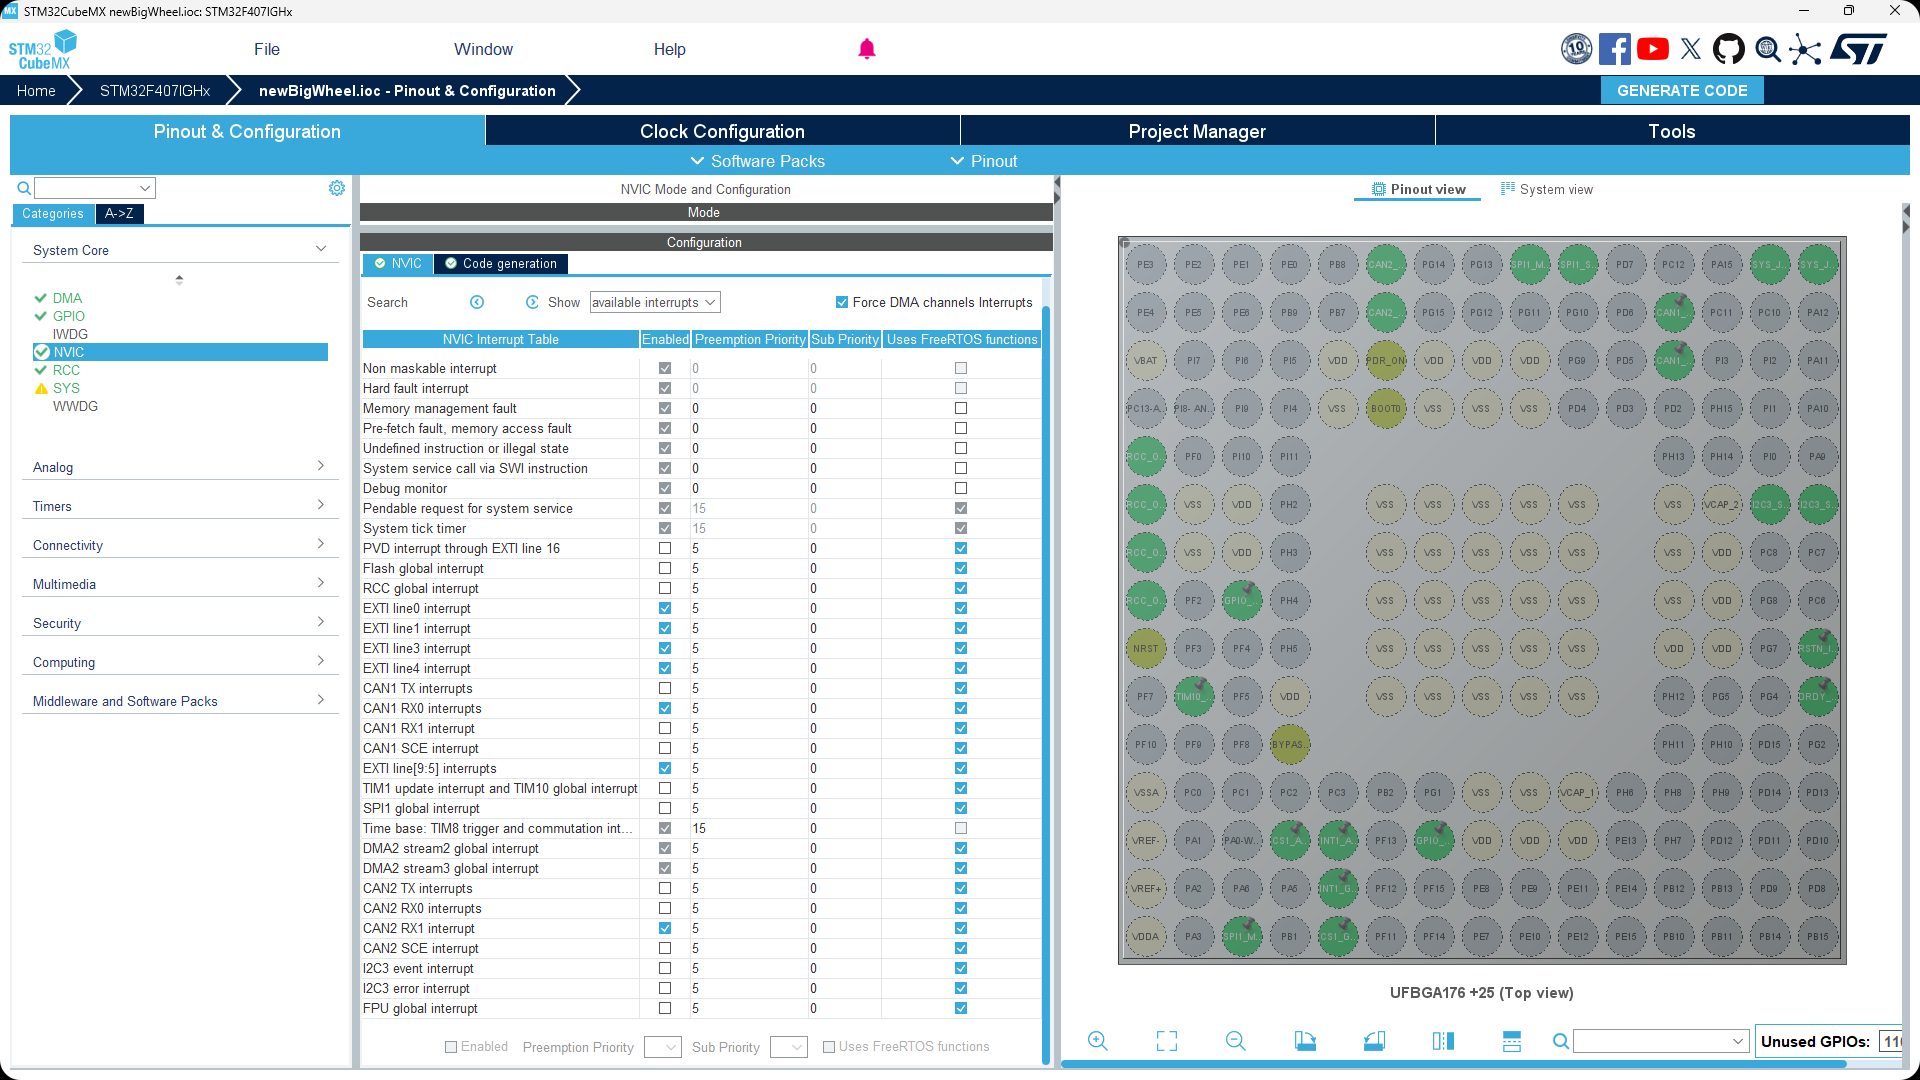 MX STM32CubeMX newBigWheel.ioc: STM32F407IGHx
STM32 CubeMX File Window Help 10 ST
Home STM32F407IGHx newBigWheel.ioc - Pinout & Configuration GENERATE CODE
Pinout & Configuration Clock Configuration Project Manager Tools
Software Packs Pinout
Categories A->Z
System Core
DMA
GPIO
IWDG
NVIC
RCC
SYS
WWDG
Analog
Timers
Connectivity
Multimedia
Security
Computing
Middleware and Software Packs
NVIC Mode and Configuration
Mode
Configuration
NVIC Code generation
Search Show available interrupts Force DMA channels Interrupts
NVIC Interrupt Table Enabled Preemption Priority Sub Priority Uses FreeRTOS functions
Non maskable interrupt 0 0
Hard fault interrupt 0 0
Memory management fault 0 0
Pre-fetch fault, memory access fault 0 0
Undefined instruction or illegal state 0 0
System service call via SWI instruction 0 0
Debug monitor 0 0
Pendable request for system service 15 0
System tick timer 15 0
PVD interrupt through EXTI line 16 5 0
Flash global interrupt 5 0
RCC global interrupt 5 0
EXTI line0 interrupt 5 0
EXTI line1 interrupt 5 0
EXTI line3 interrupt 5 0
EXTI line4 interrupt 5 0
CAN1 TX interrupts 5 0
CAN1 RX0 interrupts 5 0
CAN1 RX1 interrupt 5 0
CAN1 SCE interrupt 5 0
EXTI line[9:5] interrupts 5 0
TIM1 update interrupt and TIM10 global interrupt 5 0
SPI1 global interrupt 5 0
Time base: TIM8 trigger and commutation int... 15 0
DMA2 stream2 global interrupt 5 0
DMA2 stream3 global interrupt 5 0
CAN2 TX interrupts 5 0
CAN2 RX0 interrupts 5 0
CAN2 RX1 interrupt 5 0
CAN2 SCE interrupt 5 0
I2C3 event interrupt 5 0
I2C3 error interrupt 5 0
FPU global interrupt 5 0
Enabled Preemption Priority Sub Priority Uses FreeRTOS functions
Pinout view System view
PE3 PE2 PE1 PE0 PB8 CAN2_.. PG14 PG13 SPI1_M.. SPI1_S.. PD7 PC12 PA15 SYS_J.. SYS_J..
PE4 PE5 PE6 PB9 PB7 CAN2_.. PG15 PG12 PG11 PG10 PD6 CAN1_.. PC11 PC10 PA12
VBAT PI7 PI6 PI5 VDD PDR_ON VDD VDD VDD PG9 PD5 CAN1_.. PI3 PI2 PA11
PC13-A.. PI8- AN.. PI9 PI4 VSS BOOT0 VSS VSS VSS PD4 PD3 PD2 PH15 PI1 PA10
RCC_O.. PF0 PI10 PI11 PH13 PH14 PI0 PA9
RCC_O.. VSS VDD PH2 VSS VSS VSS VSS VSS VSS VCAP_2 I2C3_S.. I2C3_S..
RCC_O.. VSS VDD PH3 VSS VSS VSS VSS VSS VSS VDD PC8 PC7
RCC_O.. PF2 GPIO_.. PH4 VSS VSS VSS VSS VSS VSS VDD PG8 PC6
NRST PF3 PF4 PH5 VSS VSS VSS VSS VSS VDD VDD PG7 RSTN_I..
PF7 TIM10_.. PF5 VDD VSS VSS VSS VSS VSS PH12 PG5 PG4 DRDY_..
PF10 PF9 PF8 BYPAS.. PH11 PH10 PD15 PG2
VSSA PC0 PC1 PC2 PC3 PB2 PG1 VSS VSS VCAP_1 PH6 PH8 PH9 PD14 PD13
VREF- PA1 PA0-W.. CS1_A.. INT1_A.. PF13 GPIO_.. VDD VDD VDD PE13 PH7 PD12 PD11 PD10
VREF+ PA2 PA6 PA5 INT1_G.. PF12 PF15 PE8 PE9 PE11 PE14 PB12 PB13 PD9 PD8
VDDA PA3 SPI1_M.. PB1 CS1_G.. PF11 PF14 PE7 PE10 PE12 PE15 PB10 PB11 PB14 PB15
UFBGA176 +25 (Top view)
Unused GPIOs: